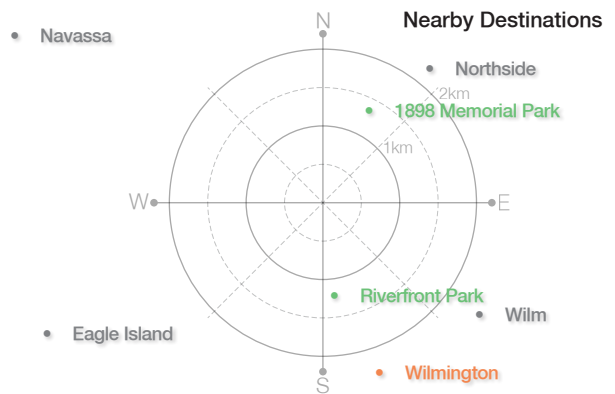 Nearby Destinations
N
Navassa
Northside
2km
1898 Memorial Park
1km
W
E
Riverfront Park
Wilm
Eagle Island
Wilmington
S